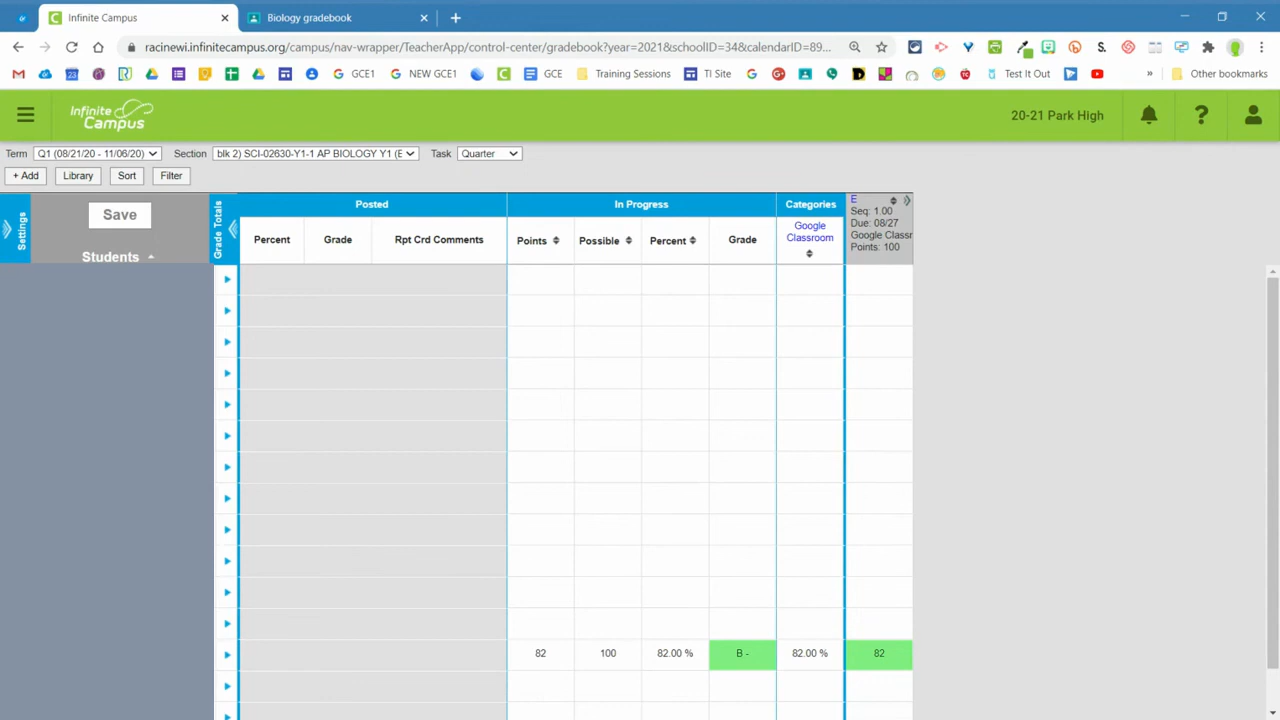 Infinite Campus
Biology gradebook
racinewi.infinitecampus.org/campus/nav-wrapper/TeacherApp/control-center/gradebook?year=2021&schoolID=34&calendarID=89...
GCE1
NEW GCE1
GCE
Training Sessions
TI Site
Test It Out
»
Other bookmarks
Infinite
Campus
20-21 Park High
Term
Q1 (08/21/20 - 11/06/20)
Section
blk 2) SCI-02630-Y1-1 AP BIOLOGY Y1 (E
Task
Quarter
+ Add
Library
Sort
Filter
Settings
Save
Students
Grade Totals
Posted
In Progress
Categories
Percent
Grade
Rpt Crd Comments
Points
Possible
Percent
Grade
Google
Classroom
E
Seq: 1.00
Due: 08/27
Google Classr
Points: 100
82
100
82.00 %
B -
82.00 %
82